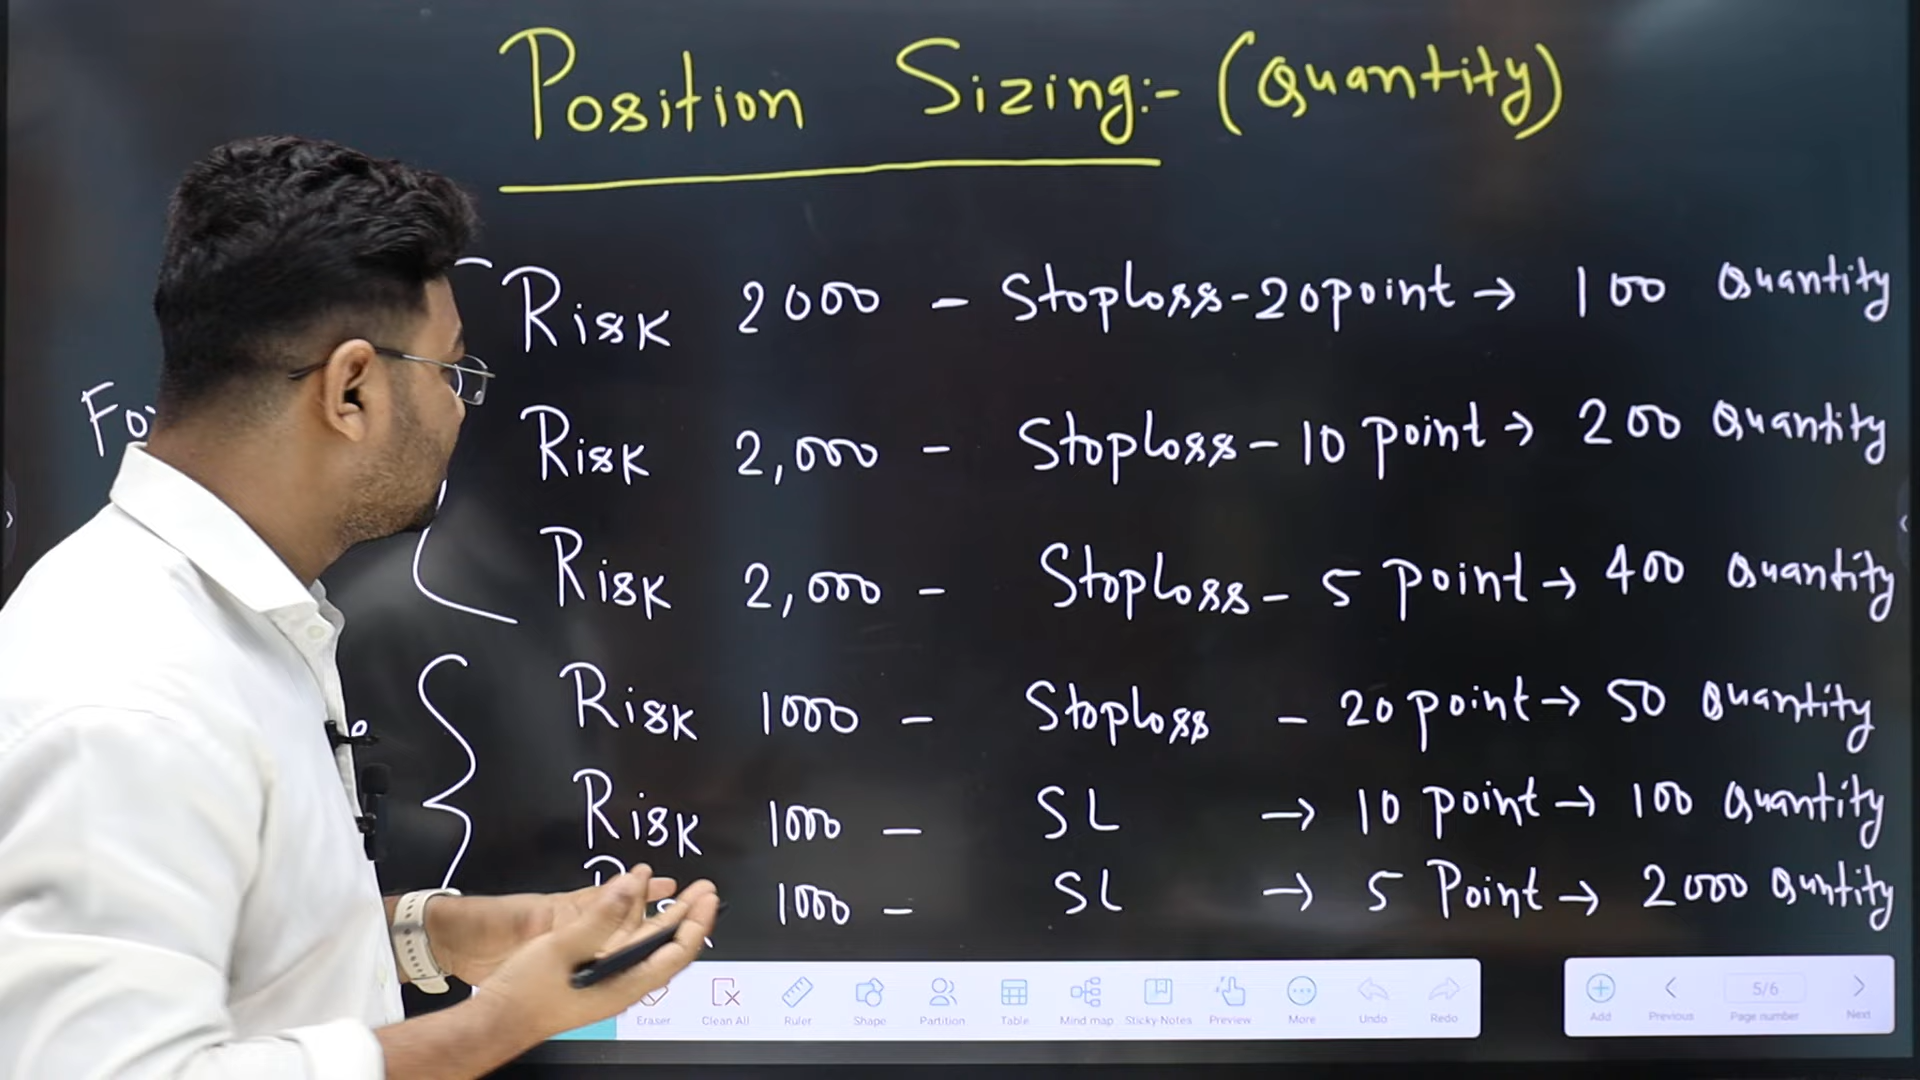 Position Sizing:- (Quantity)
Risk 2000 - Stoploss-20point → 100 Quantity
Risk 2,000 - Stoploss-10 point → 200 Quantity
Risk 2,000 - Stoploss-5 point → 400 Quantity
Risk 1000 - Stoploss - 20 point → 50 Quantity
Risk 1000 - SL → 10 point → 100 Quantity
1000 - SL → 5 Point → 2000 Quntity
Eraser Clean All Ruler Shape Partition Table Mind map Sticky Notes Preview More Undo Redo
Add Previous 5/6 Page number Next